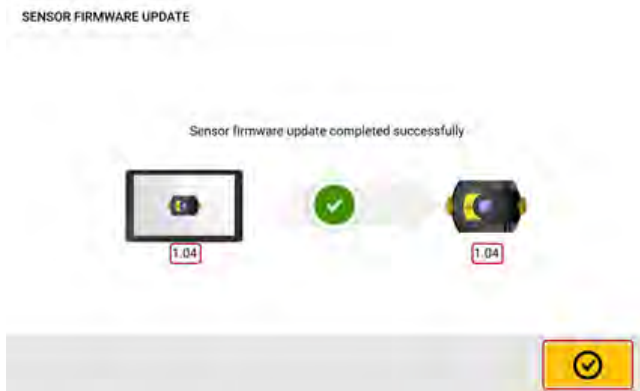 SENSOR FIRMWARE UPDATE
Sensor firmware update completed successfully
1.04 1.04